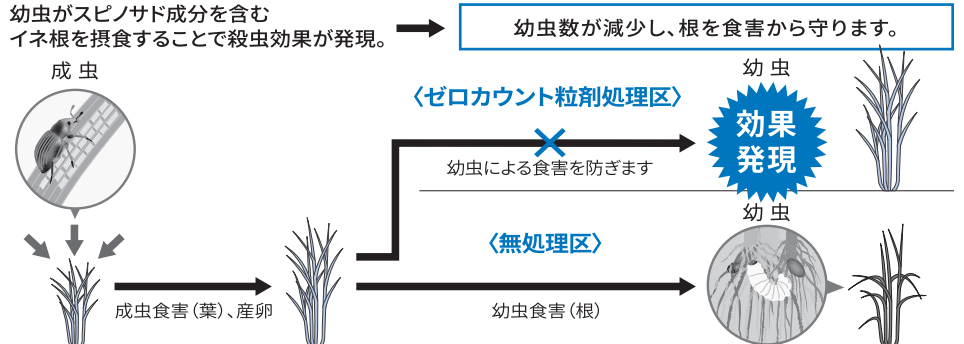 幼虫がスピノサド成分を含む
イネ根を摂食することで殺虫効果が発現。
幼虫数が減少し、根を食害から守ります。
成虫
幼虫
〈ゼロカウント粒剤処理区〉
効果
発現
幼虫による食害を防ぎます
幼虫
〈無処理区〉
成虫食害（葉）、産卵
幼虫食害（根）